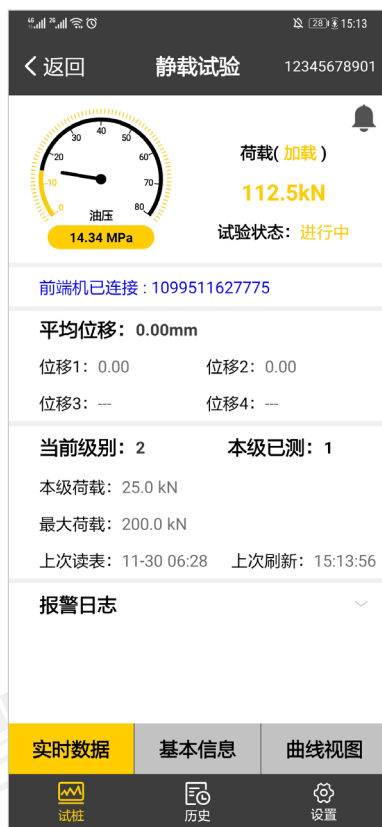 46 26 28 15:13
返回 静载试验 12345678901
0 10 20 30 40 50 60 70 80
油压
14.34 MPa
荷载( 加载 )
112.5kN
试验状态：进行中
前端机已连接 : 1099511627775
平均位移：0.00mm
位移1：0.00 位移2：0.00
位移3：--- 位移4：---
当前级别：2 本级已测：1
本级荷载：25.0 kN
最大荷载：200.0 kN
上次读表：11-30 06:28 上次刷新：15:13:56
报警日志
实时数据 基本信息 曲线视图
试桩 历史 设置